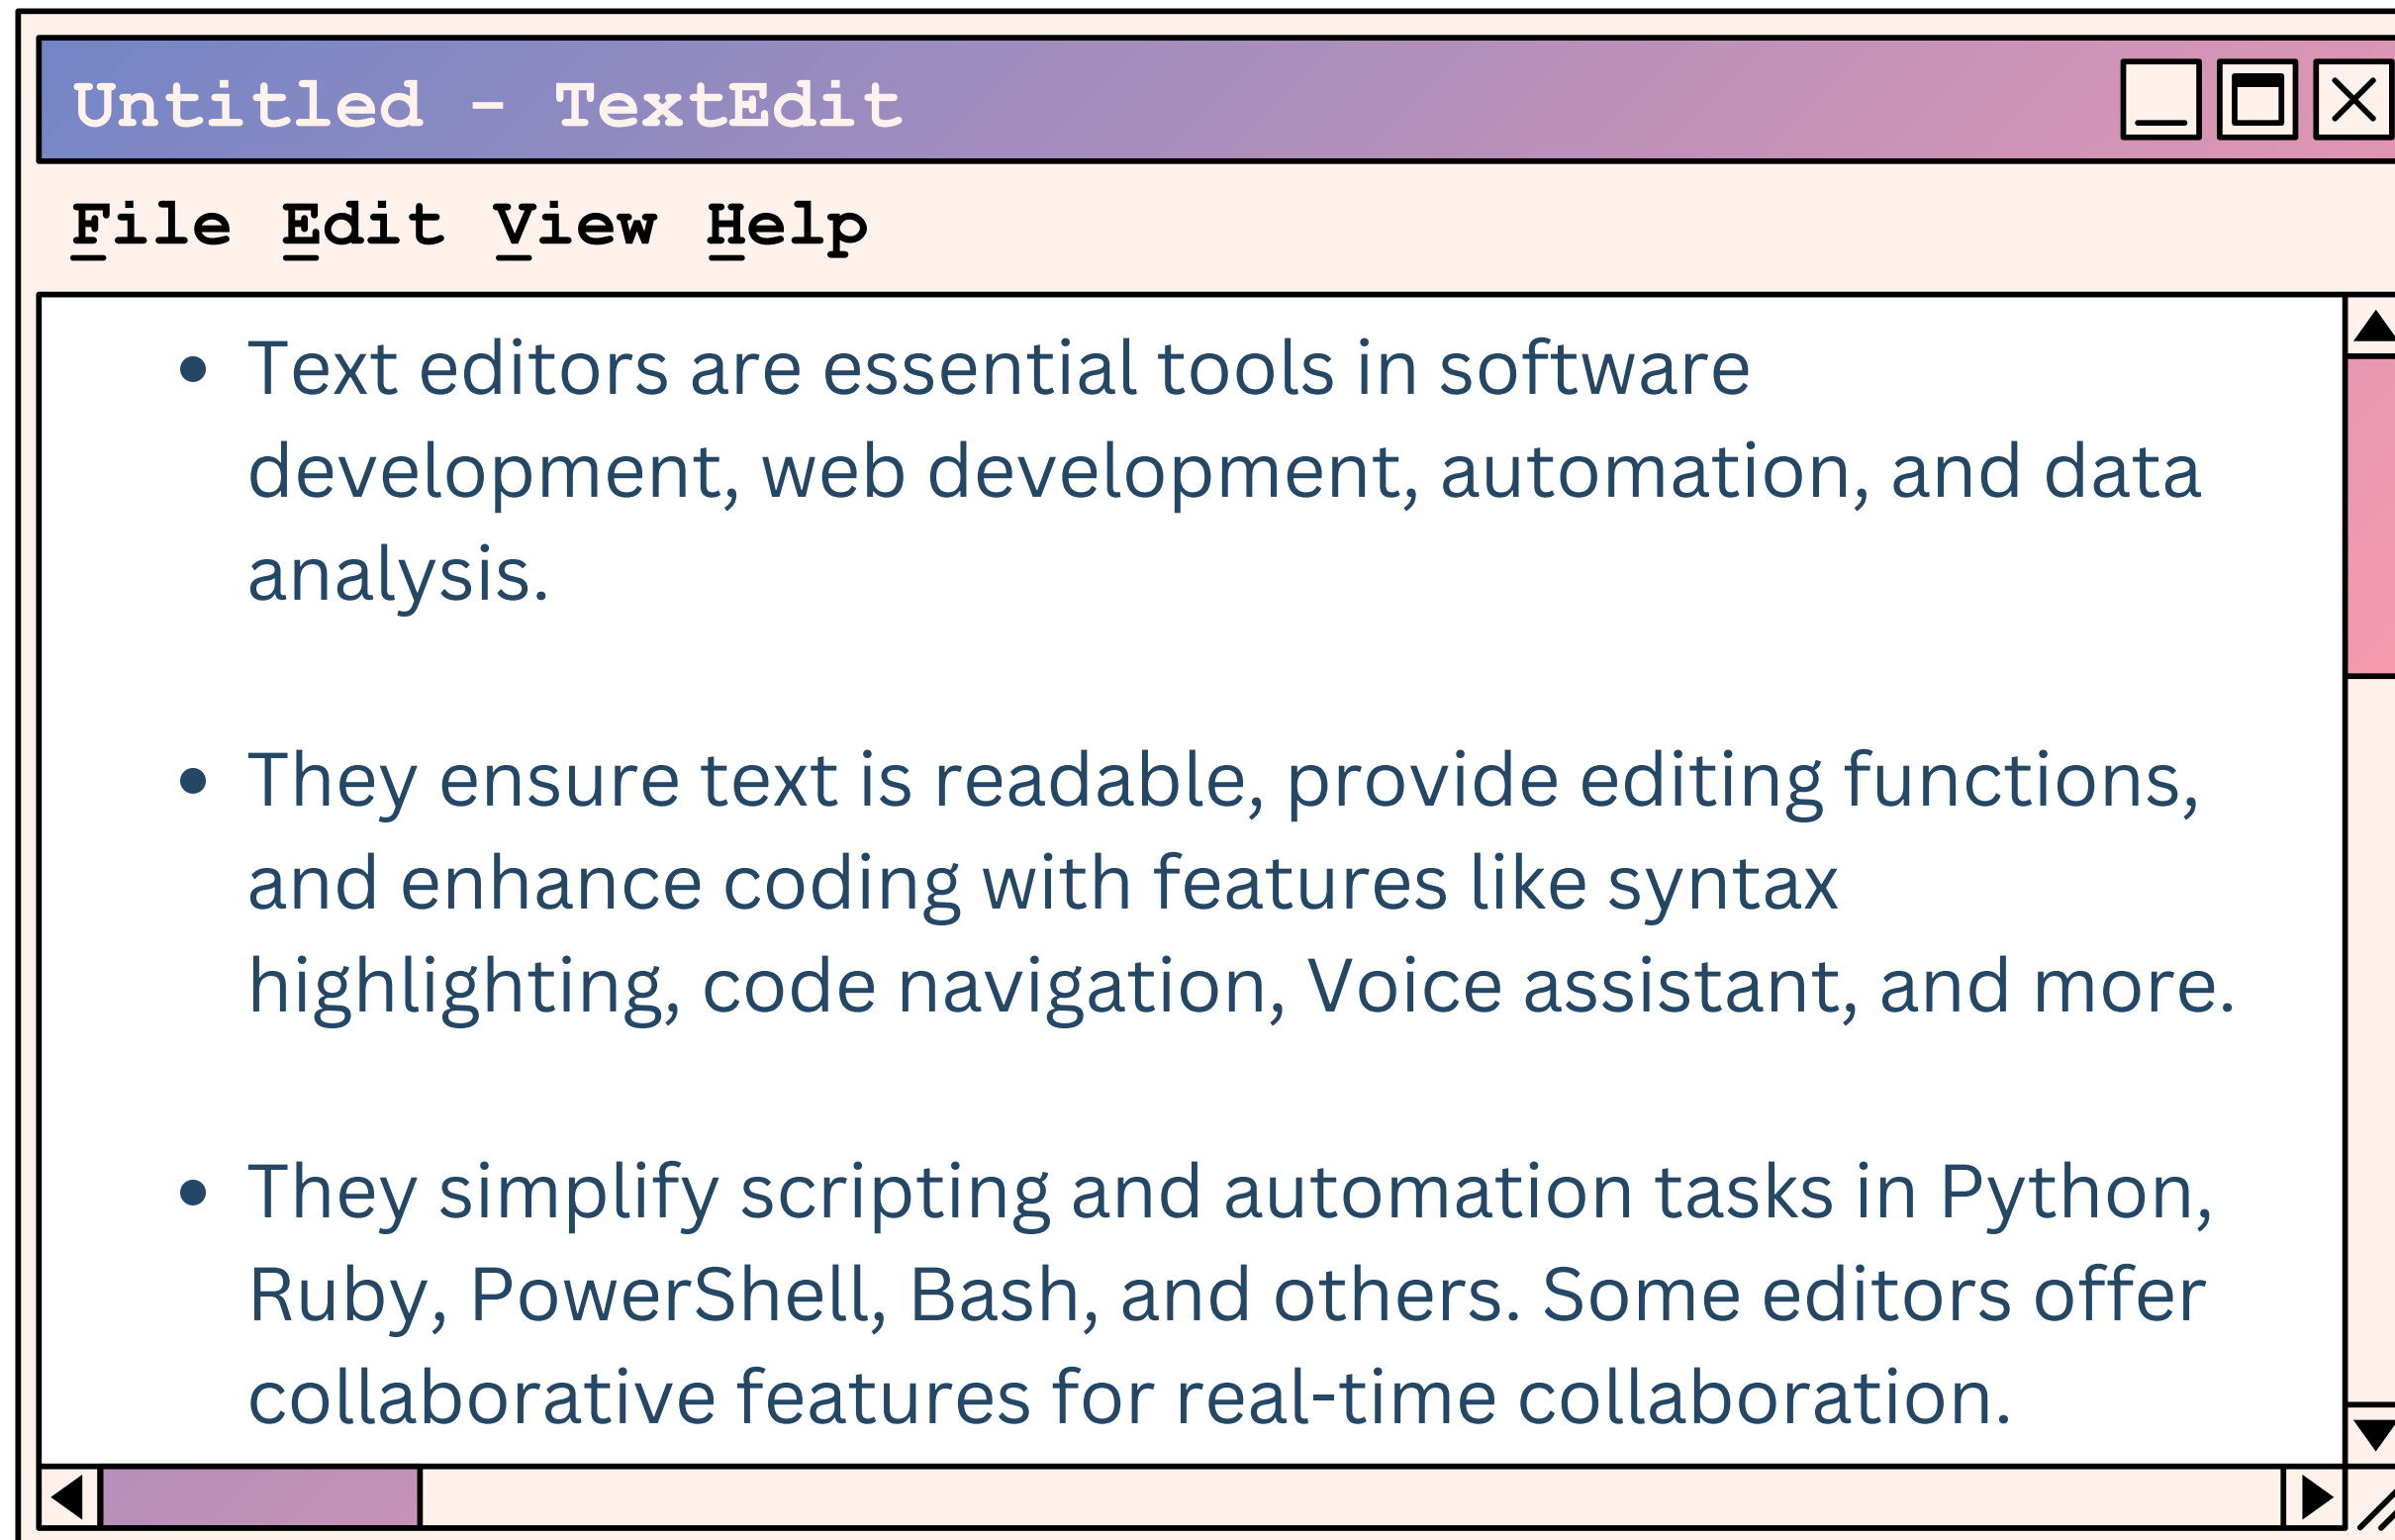 Untitled - TextEdit
File Edit View Help
• Text editors are essential tools in software
development, web development, automation, and data
analysis.
• They ensure text is readable, provide editing functions,
and enhance coding with features like syntax
highlighting, code navigation, Voice assistant, and more.
• They simplify scripting and automation tasks in Python,
Ruby, PowerShell, Bash, and others. Some editors offer
collaborative features for real-time collaboration.